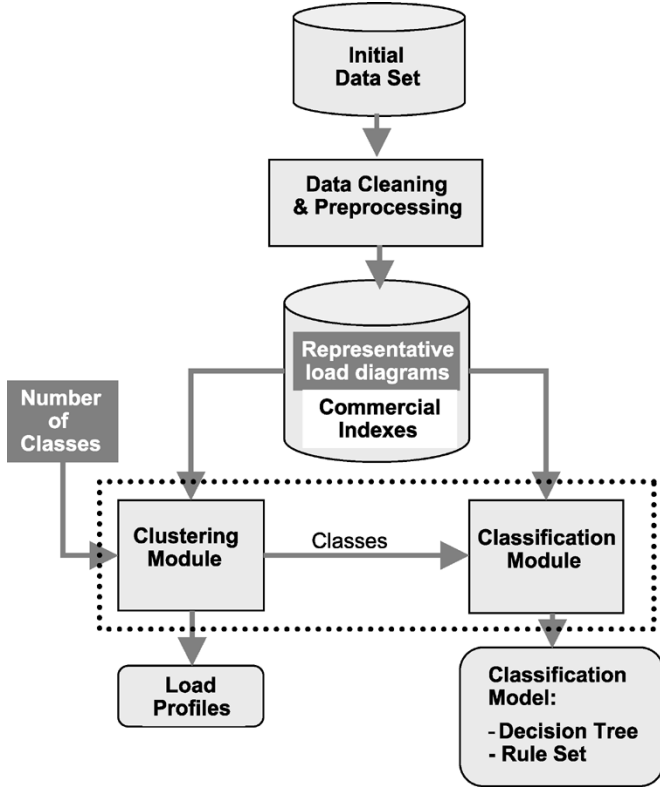 Initial
Data Set
Data Cleaning
& Preprocessing
Representative
load diagrams
Commercial
Indexes
Number
of
Classes
Clustering
Module
Classes
Classification
Module
Load
Profiles
Classification
Model:
- Decision Tree
- Rule Set